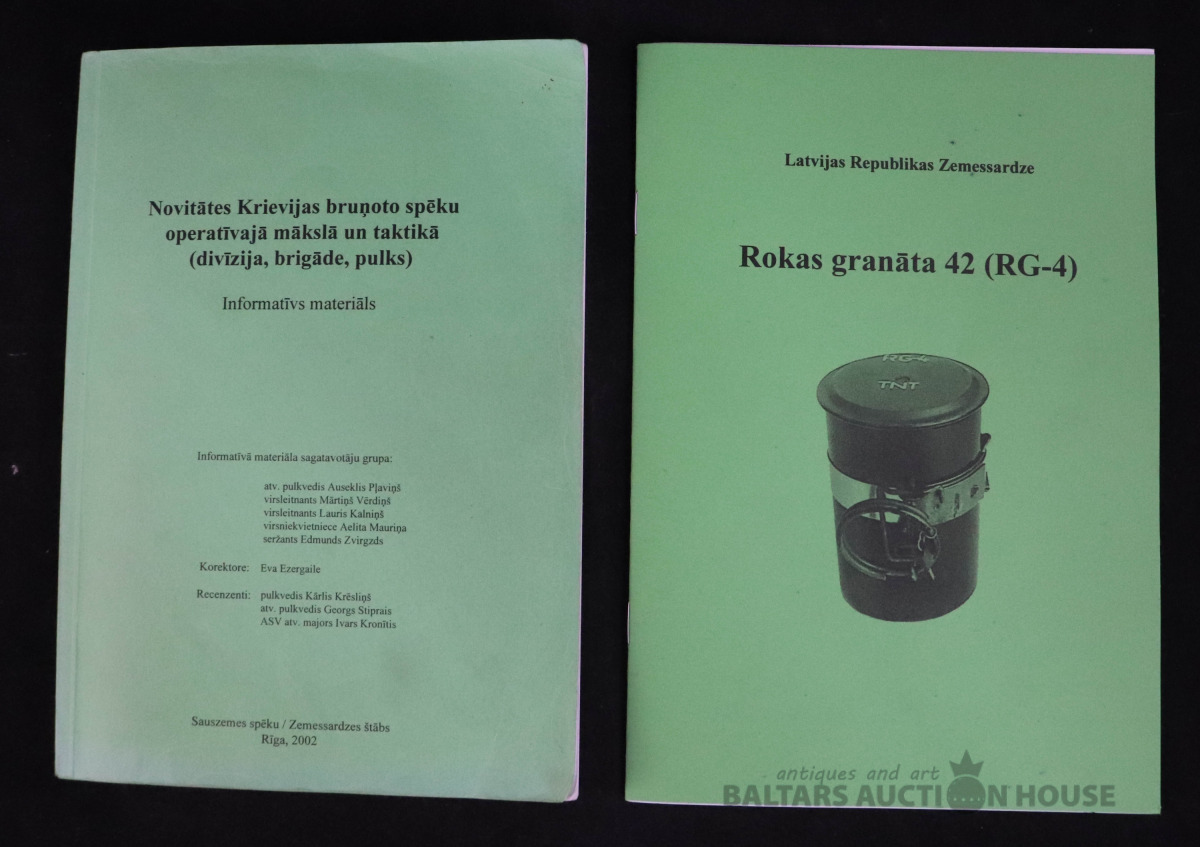 Novitātes Krievijas bruņoto spēku
operatīvajā mākslā un taktikā
(divīzija, brigāde, pulks)
Informatīvs materiāls
Informatīvā materiāla sagatavotāju grupa:
atv. pulkvedis Auseklis Pļaviņš
virsleitnants Mārtiņš Vērdiņš
virsleitnants Lauris Kalniņš
virsniekvietniece Aelita Mauriņa
seržants Edmunds Zvirgzds
Korektore: Eva Ezergaile
Recenzenti: pulkvedis Kārlis Krēsliņš
atv. pulkvedis Georgs Stiprais
ASV atv. majors Ivars Kronītis
Sauszemes spēku / Zemessardzes štābs
Rīga, 2002
Latvijas Republikas Zemessardze
Rokas granāta 42 (RG-4)
RG-4
TNT
antiques and art
BALTARS AUCTION HOUSE